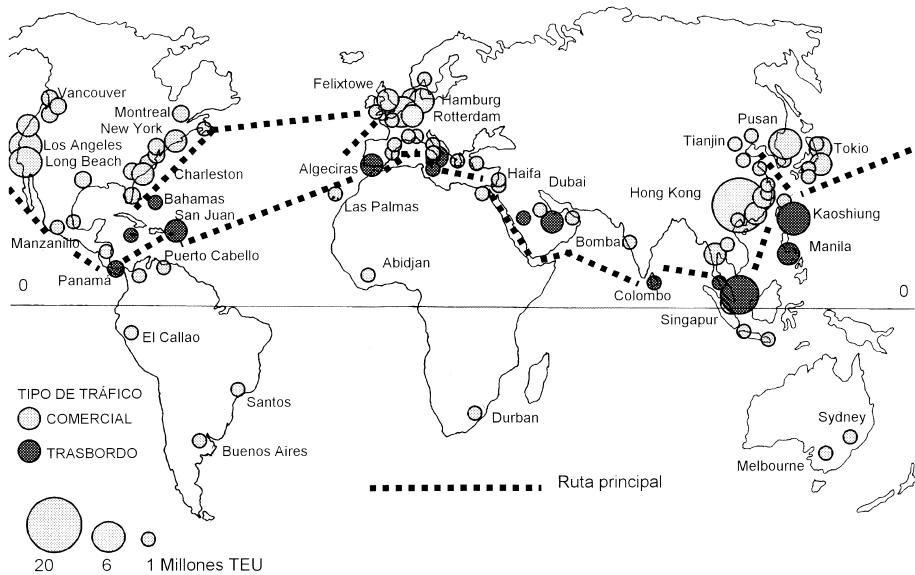 Vancouver
Felixtowe
Hamburg
Rotterdam
Montreal
New York
Pusan
Tianjin
Tokio
Los Angeles
Long Beach
Charleston
Algeciras
Haifa
Dubai
Hong Kong
Bahamas
San Juan
Las Palmas
Kaoshiung
Manzanillo
Puerto Cabello
Bombai
Manila
Panama
Abidjan
0
Colombo
0
Singapur
El Callao
TIPO DE TRÁFICO
COMERCIAL
TRASBORDO
Santos
Durban
Sydney
Buenos Aires
Melbourne
Ruta principal
20 6 1 Millones TEU